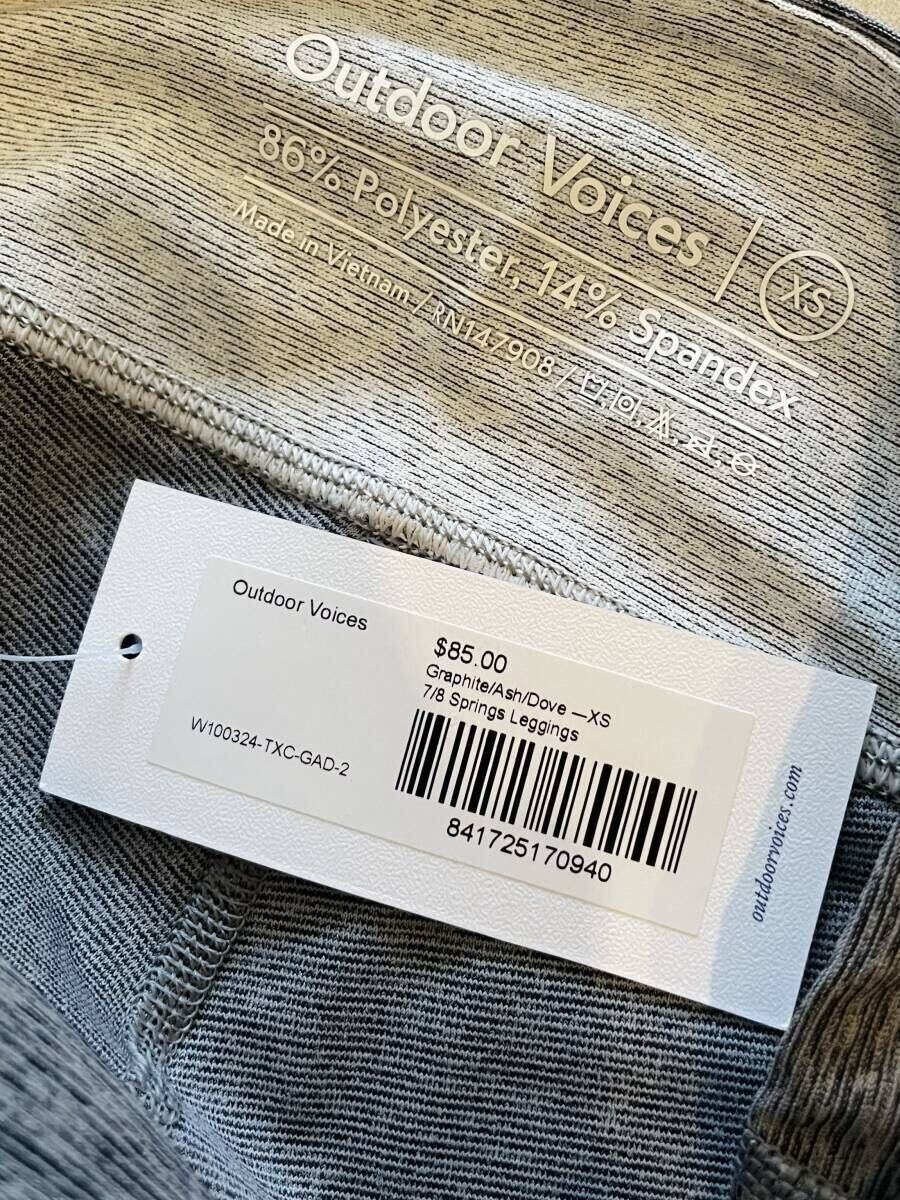 Outdoor Voices | XS
86% Polyester, 14% Spandex
Made in Vietnam / RN147908 /
Outdoor Voices
$85.00
Graphite/Ash/Dove —XS
7/8 Springs Leggings
W100324-TXC-GAD-2
841725170940
outdoorvoices.com